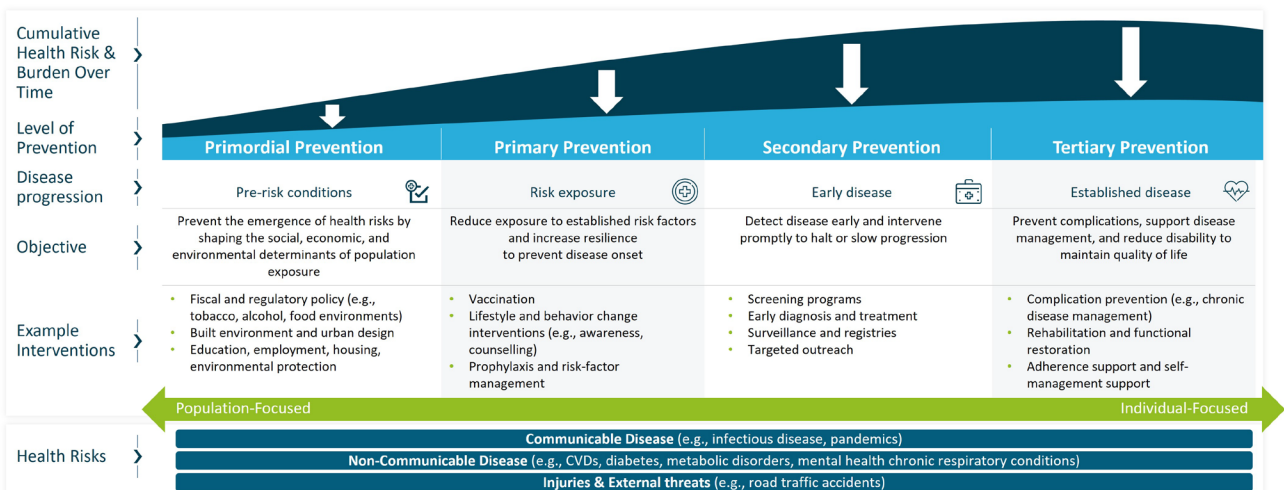 Cumulative
Health Risk &
Burden Over
Time
Level of
Prevention
Primordial Prevention
Primary Prevention
Secondary Prevention
Tertiary Prevention
Disease
progression
Pre-risk conditions
Risk exposure
Early disease
Established disease
Objective
Prevent the emergence of health risks by
shaping the social, economic, and
environmental determinants of population
exposure
Reduce exposure to established risk factors
and increase resilience
to prevent disease onset
Detect disease early and intervene
promptly to halt or slow progression
Prevent complications, support disease
management, and reduce disability to
maintain quality of life
Example
Interventions
• Fiscal and regulatory policy (e.g.,
tobacco, alcohol, food environments)
• Built environment and urban design
• Education, employment, housing,
environmental protection
• Vaccination
• Lifestyle and behavior change
interventions (e.g., awareness,
counselling)
• Prophylaxis and risk-factor
management
• Screening programs
• Early diagnosis and treatment
• Surveillance and registries
• Targeted outreach
• Complication prevention (e.g., chronic
disease management)
• Rehabilitation and functional
restoration
• Adherence support and self-
management support
Population-Focused
Individual-Focused
Health Risks
Communicable Disease (e.g., infectious disease, pandemics)
Non-Communicable Disease (e.g., CVDs, diabetes, metabolic disorders, mental health chronic respiratory conditions)
Injuries & External threats (e.g., road traffic accidents)